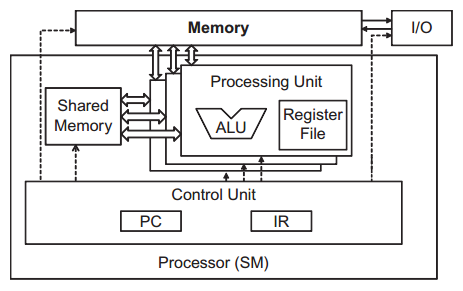 Memory
I/O
Processing Unit
Shared
Memory
ALU
Register
File
Control Unit
PC
IR
Processor (SM)